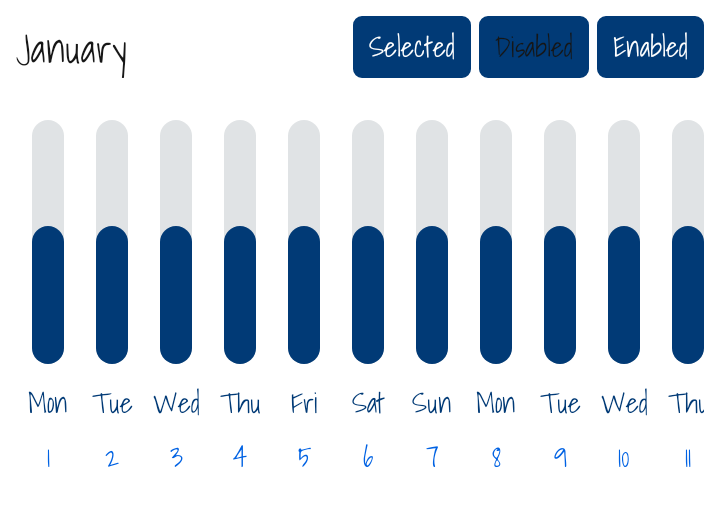 January
Selected Disabled Enabled
Mon Tue Wed Thu Fri Sat Sun Mon Tue Wed Thu
1 2 3 4 5 6 7 8 9 10 11